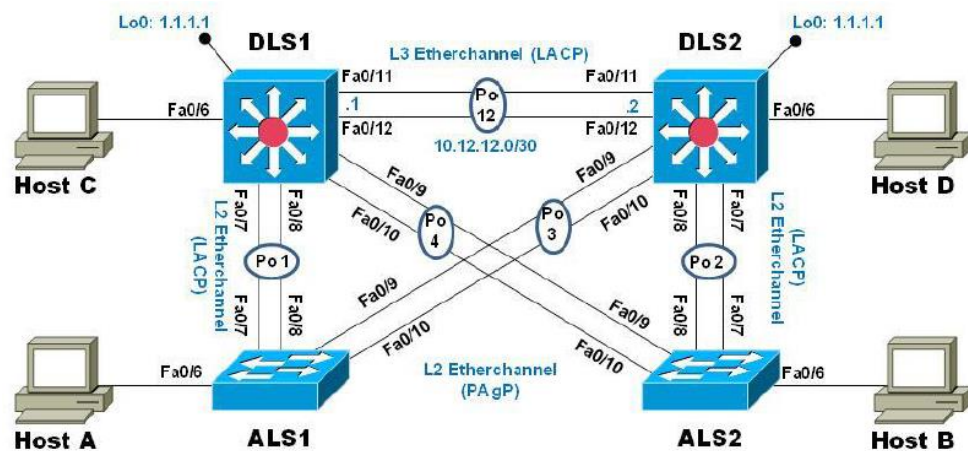 Lo0: 1.1.1.1
DLS1
L3 Etherchannel (LACP)
DLS2
Lo0: 1.1.1.1
Fa0/11
Fa0/11
Fa0/6
.1
Po
12
.2
Fa0/6
Fa0/12
Fa0/12
10.12.12.0/30
Host C
Host D
Fa0/9
Fa0/9
Fa0/7
Fa0/8
Fa0/10
Po
4
Po
3
Fa0/10
Fa0/8
Fa0/7
L2 Etherchannel
(LACP)
Po 1
Po 2
L2 Etherchannel
(LACP)
Fa0/7
Fa0/8
Fa0/9
Fa0/10
Fa0/9
Fa0/10
Fa0/8
Fa0/7
Fa0/6
L2 Etherchannel
(PAgP)
Fa0/6
Host A
ALS1
ALS2
Host B